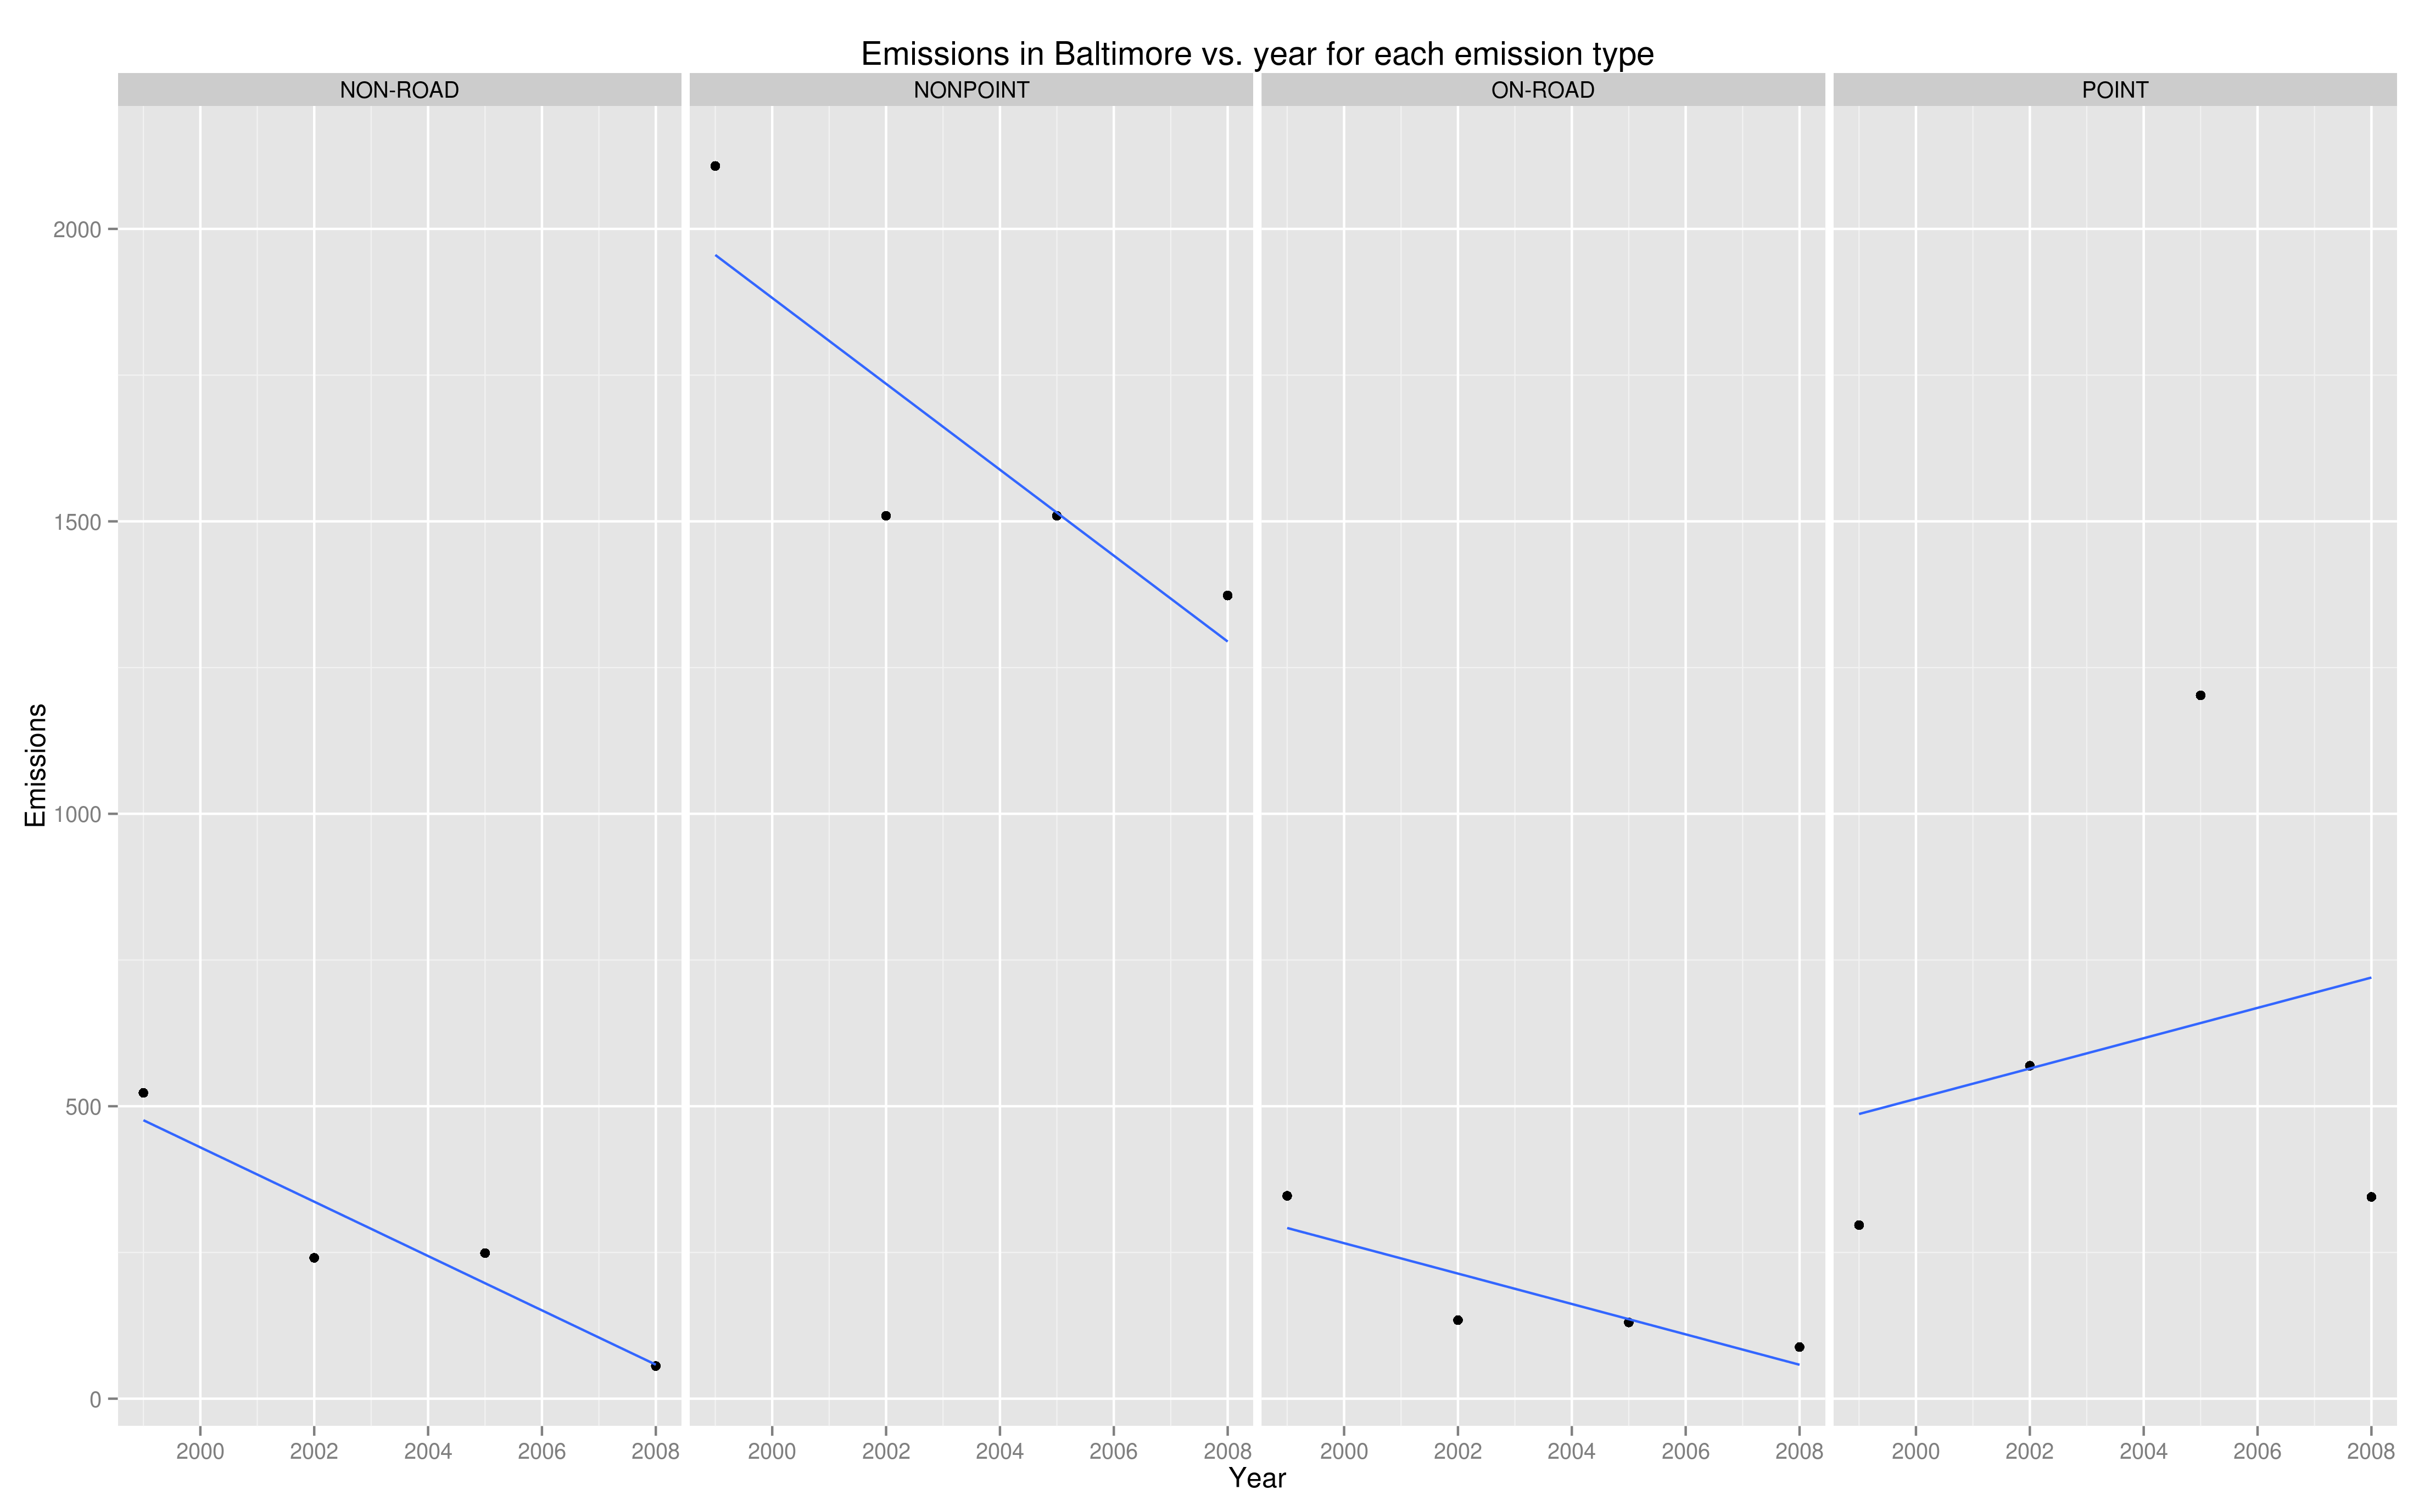 Emissions in Baltimore vs. year for each emission type
NON-ROAD NONPOINT ON-ROAD POINT
2000
1500
1000
500
0
Emissions
2000 2002 2004 2006 2008 2000 2002 2004 2006 2008 2000 2002 2004 2006 2008 2000 2002 2004 2006 2008
Year